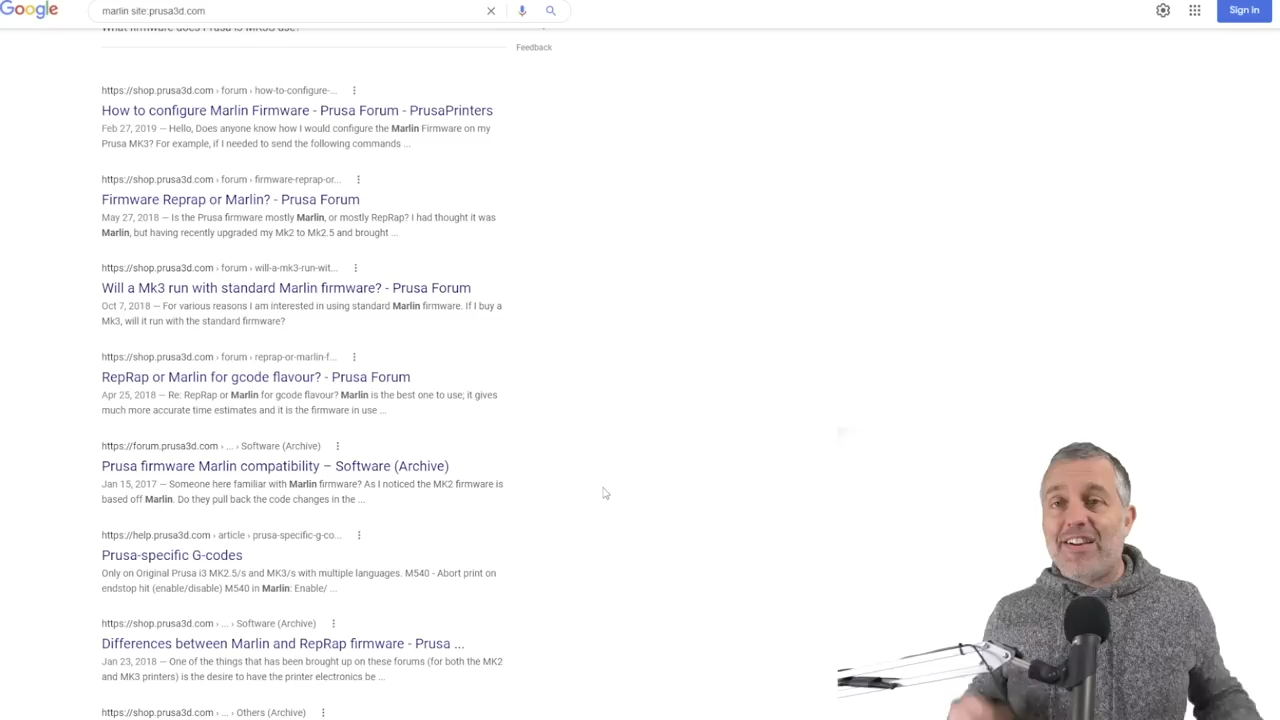 Google
marlin site:prusa3d.com
Sign in
What firmware does Prusa i3 MK3S use?
Feedback
https://shop.prusa3d.com › forum › how-to-configure-...
How to configure Marlin Firmware - Prusa Forum - PrusaPrinters
Feb 27, 2019 — Hello, Does anyone know how I would configure the Marlin Firmware on my
Prusa MK3? For example, if I needed to send the following commands ...
https://shop.prusa3d.com › forum › firmware-reprap-or...
Firmware Reprap or Marlin? - Prusa Forum
May 27, 2018 — Is the Prusa firmware mostly Marlin, or mostly RepRap? I had thought it was
Marlin, but having recently upgraded my Mk2 to Mk2.5 and brought ...
https://shop.prusa3d.com › forum › will-a-mk3-run-wit...
Will a Mk3 run with standard Marlin firmware? - Prusa Forum
Oct 7, 2018 — For various reasons I am interested in using standard Marlin firmware. If I buy a
Mk3, will it run with the standard firmware?
https://shop.prusa3d.com › forum › reprap-or-marlin-f...
RepRap or Marlin for gcode flavour? - Prusa Forum
Apr 25, 2018 — Re: RepRap or Marlin for gcode flavour? Marlin is the best one to use; it gives
much more accurate time estimates and it is the firmware in use ...
https://forum.prusa3d.com › ... › Software (Archive)
Prusa firmware Marlin compatibility – Software (Archive)
Jan 15, 2017 — Someone here familiar with Marlin firmware? As I noticed the MK2 firmware is
based off Marlin. Do they pull back the code changes in the ...
https://help.prusa3d.com › article › prusa-specific-g-co...
Prusa-specific G-codes
Only on Original Prusa i3 MK2.5/s and MK3/s with multiple languages. M540 - Abort print on
endstop hit (enable/disable) M540 in Marlin: Enable/ ...
https://shop.prusa3d.com › ... › Software (Archive)
Differences between Marlin and RepRap firmware - Prusa ...
Jan 23, 2018 — One of the things that has been brought up on these forums (for both the MK2
and MK3 printers) is the desire to have the printer electronics be ...
https://shop.prusa3d.com › ... › Others (Archive)